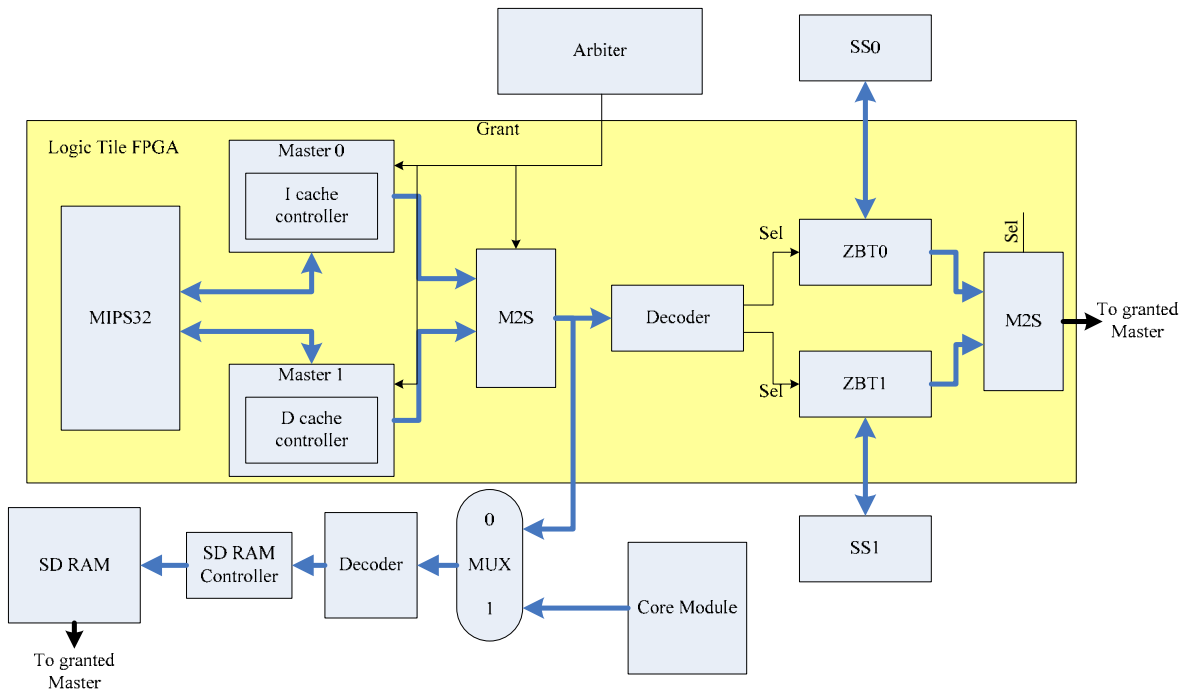 Arbiter
SS0
Grant
Logic Tile FPGA
Master 0
I cache
controller
MIPS32
Master 1
D cache
controller
M2S
Decoder
Sel
Sel
ZBT0
ZBT1
Sel
M2S
To granted
Master
SS1
SD RAM
SD RAM
Controller
Decoder
0
MUX
1
Core Module
To granted
Master